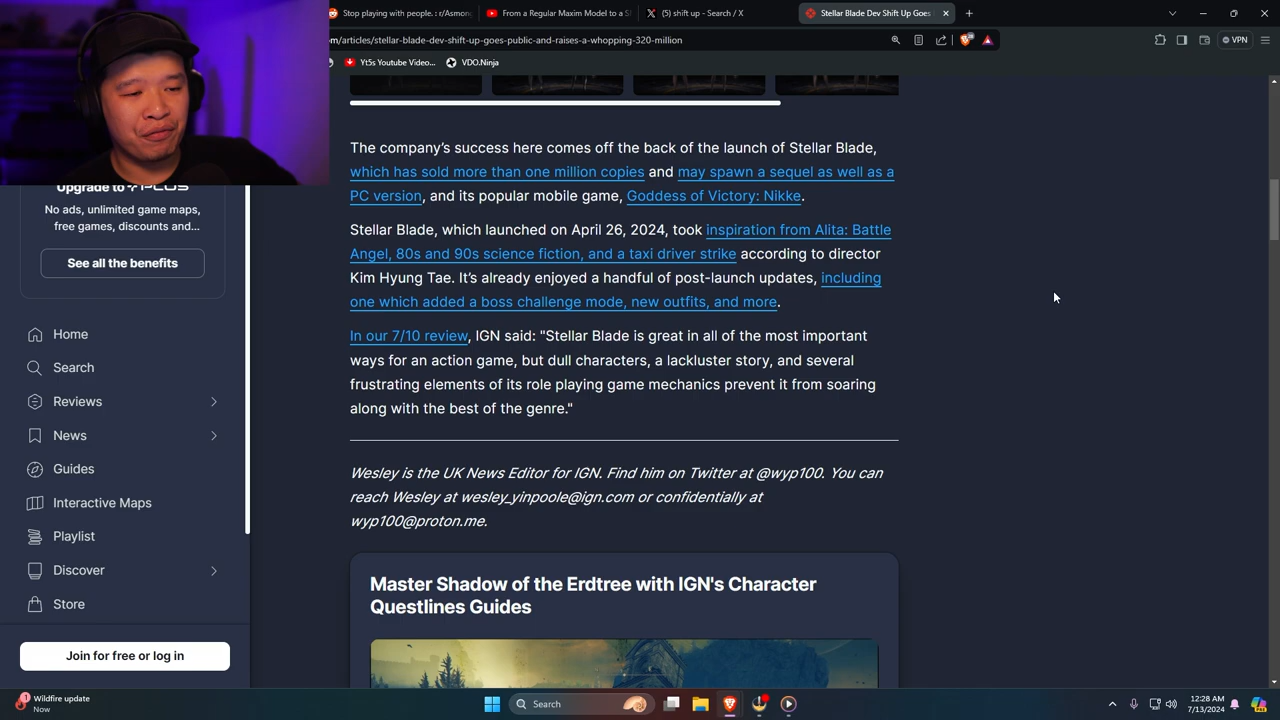 Stop playing with people. : r/Asmong
From a Regular Maxim Model to a S
(5) shift up - Search / X
Stellar Blade Dev Shift Up Goes
om/articles/stellar-blade-dev-shift-up-goes-public-and-raises-a-whopping-320-million
VPN
Yt5s Youtube Video...
VDO.Ninja
The company's success here comes off the back of the launch of Stellar Blade,
which has sold more than one million copies and may spawn a sequel as well as a
PC version, and its popular mobile game, Goddess of Victory: Nikke.
Stellar Blade, which launched on April 26, 2024, took inspiration from Alita: Battle
Angel, 80s and 90s science fiction, and a taxi driver strike according to director
Kim Hyung Tae. It's already enjoyed a handful of post-launch updates, including
one which added a boss challenge mode, new outfits, and more.
In our 7/10 review, IGN said: "Stellar Blade is great in all of the most important
ways for an action game, but dull characters, a lackluster story, and several
frustrating elements of its role playing game mechanics prevent it from soaring
along with the best of the genre."
Wesley is the UK News Editor for IGN. Find him on Twitter at @wyp100. You can
reach Wesley at wesley_yinpoole@ign.com or confidentially at
wyp100@proton.me.
Master Shadow of the Erdtree with IGN's Character
Questlines Guides
Upgrade to PLUS
No ads, unlimited game maps,
free games, discounts and...
See all the benefits
Home
Search
Reviews
News
Guides
Interactive Maps
Playlist
Discover
Store
Join for free or log in
1
Wildfire update
Now
Search
12:28 AM
7/13/2024